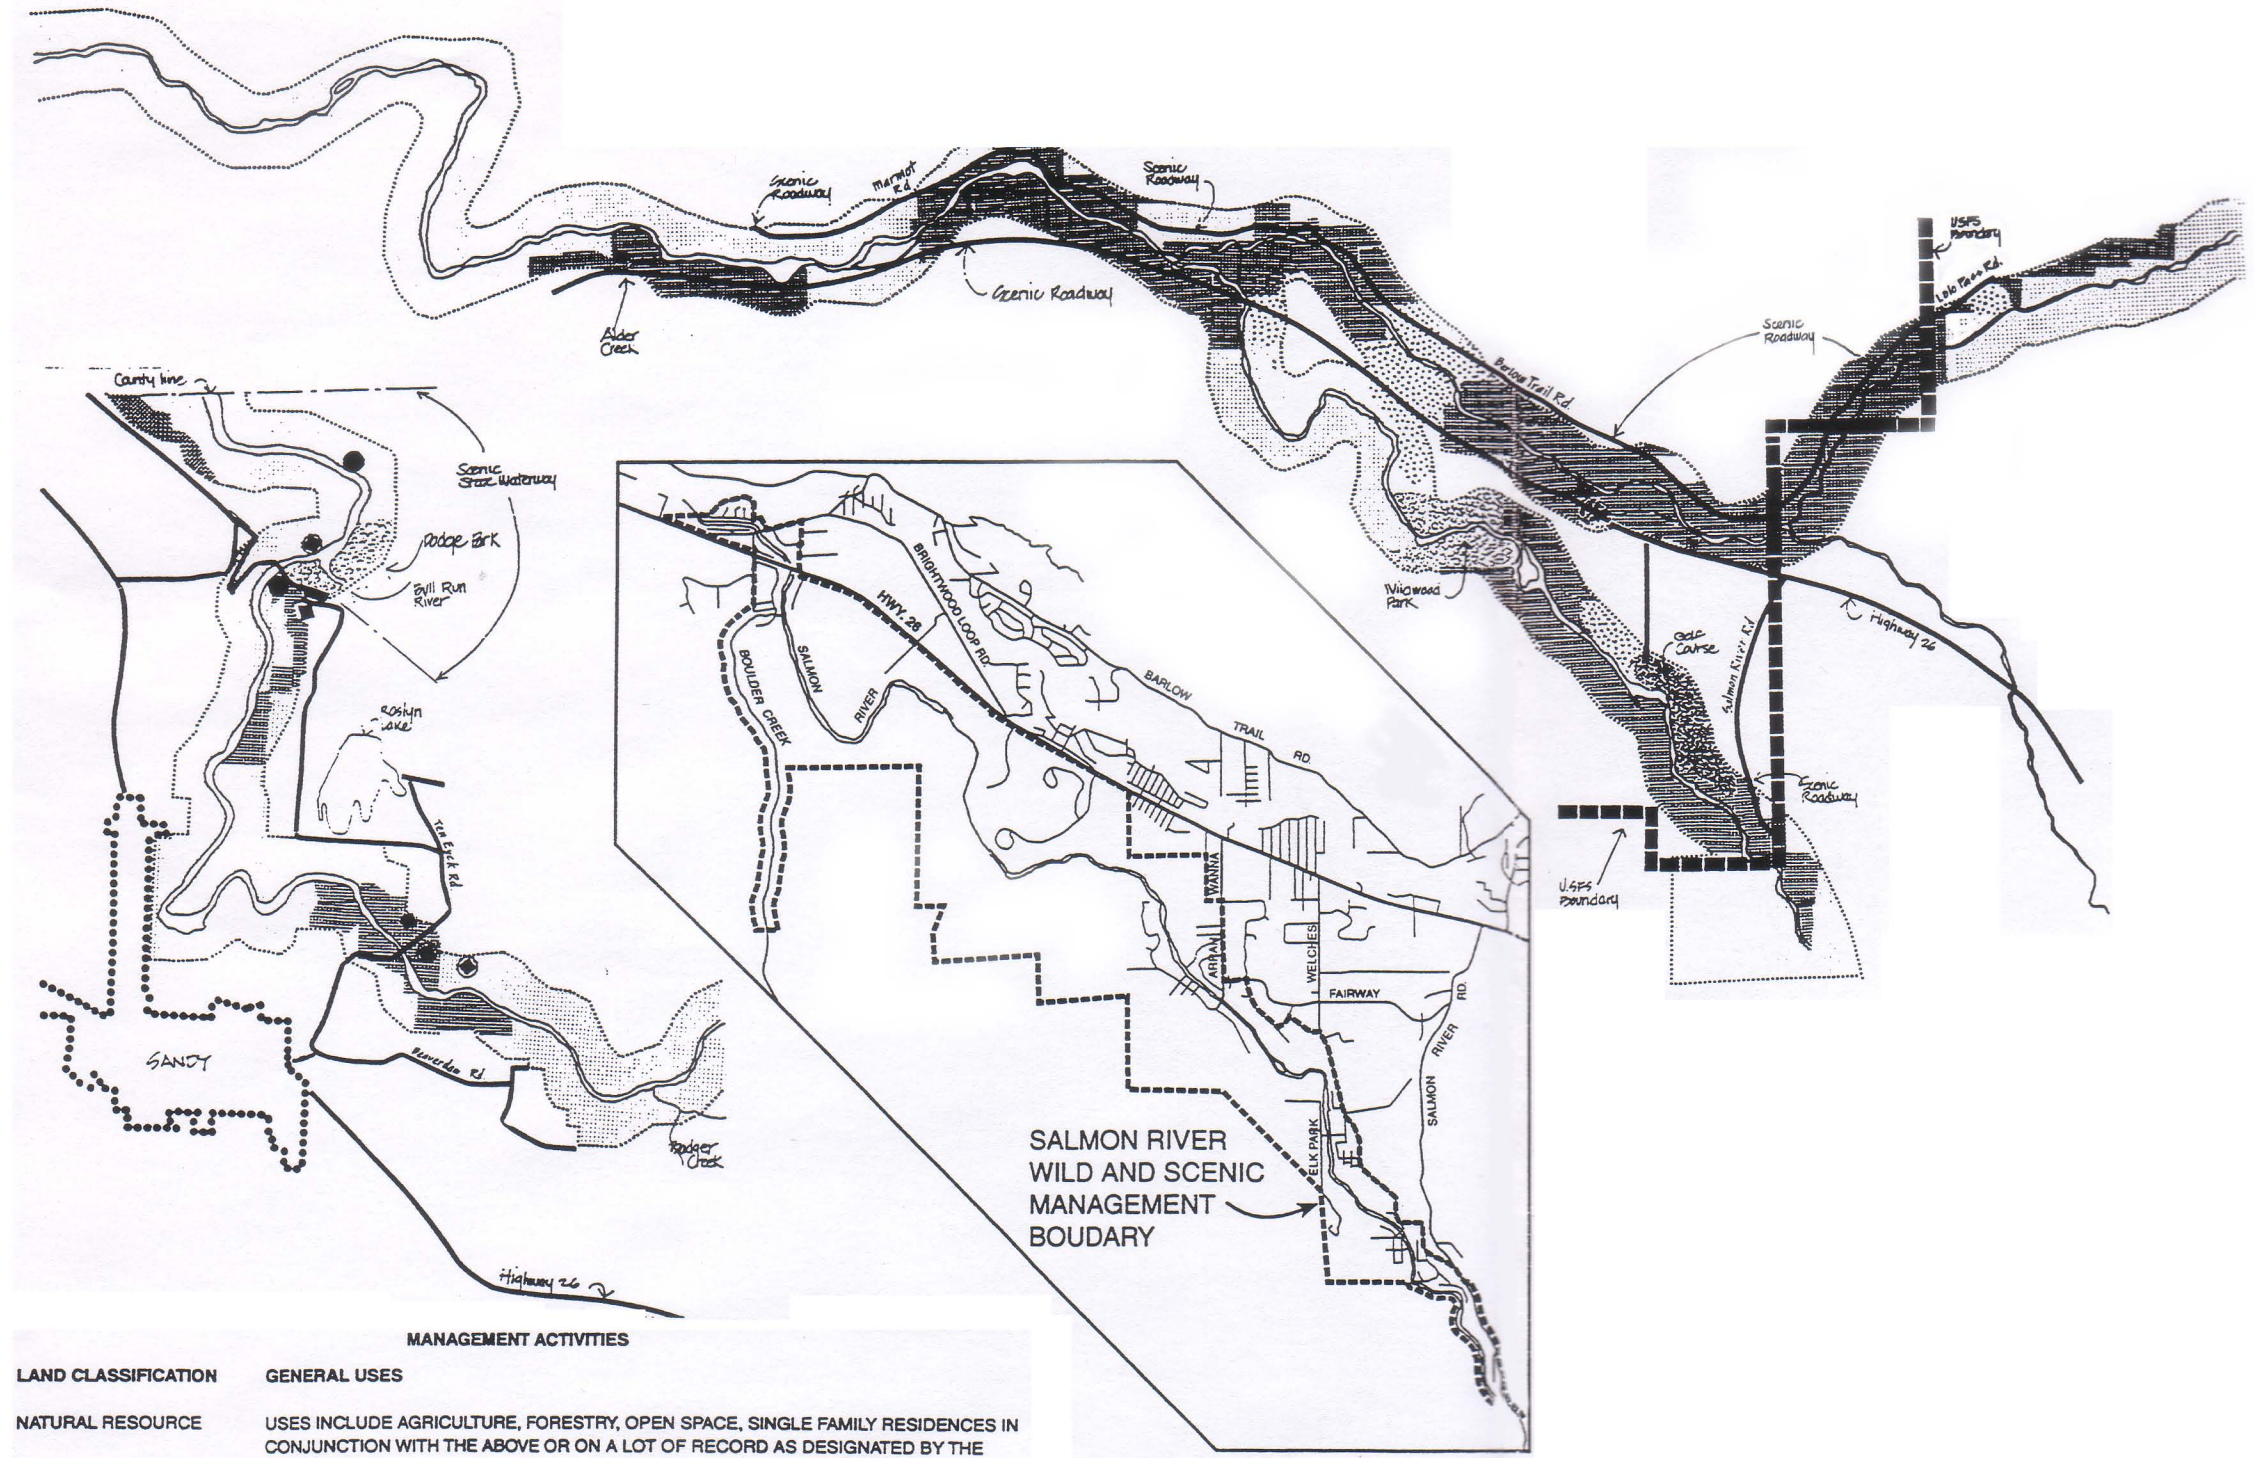 Scenic
Roadway
Marmot
Rd
Scenic
Roadway
Scenic Roadway
Alder
Creek
USFS
Boundary
Lolo Pass Rd.
Scenic
Roadway
Barlow Trail Rd.
County line
Scenic
State Waterway
Dodge Park
Bull Run
River
Roslyn
Lake
Ten Eyck Rd.
Wildwood
Park
Golf
Course
Salmon River Rd
Highway 26
Scenic
Roadway
U.SFS
Boundary
BRIGHTWOOD LOOP RD.
HWY. 26
BOULDER CREEK
SALMON
RIVER
BARLOW
TRAIL
RD.
WANNA
ARRAH
WELCHES
FAIRWAY
SALMON
RIVER
RD.
ELK PARK
SALMON RIVER
WILD AND SCENIC
MANAGEMENT
BOUDARY
SANDY
Beaverdam Rd.
Badger
Creek
Highway 26
MANAGEMENT ACTIVITIES
LAND CLASSIFICATION GENERAL USES
NATURAL RESOURCE USES INCLUDE AGRICULTURE, FORESTRY, OPEN SPACE, SINGLE FAMILY RESIDENCES IN
CONJUNCTION WITH THE ABOVE OR ON A LOT OF RECORD AS DESIGNATED BY THE